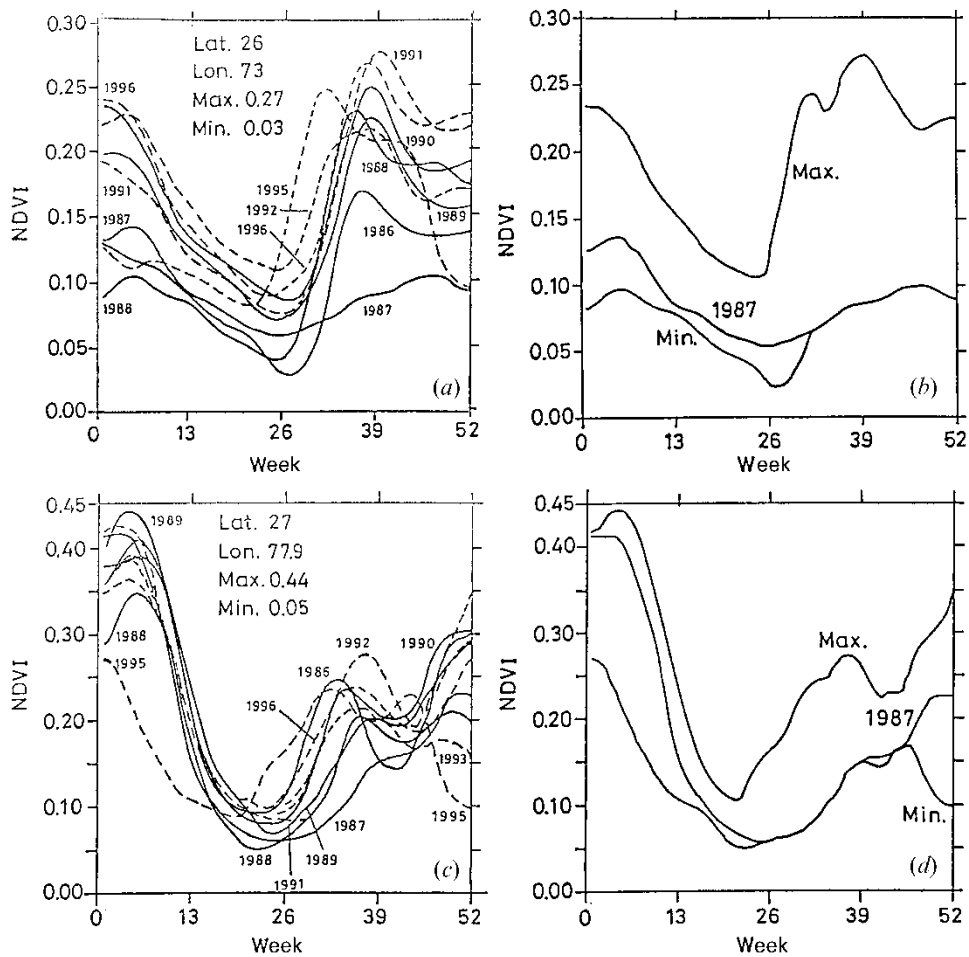 0.30
0.25
0.20
0.15
0.10
0.05
0.00
NDVI
Lat. 26
Lon. 73
Max. 0.27
Min. 0.03
1996
1991
1987
1988
1995
1992
1996
1991
1990
1988
1989
1986
1987
(a)
0 13 26 39 52
Week
0.30
0.25
0.20
0.15
0.10
0.05
0.00
NDVI
Max.
1987
Min.
(b)
0 13 26 39 52
Week
0.45
0.40
0.30
0.20
0.10
0.00
NDVI
1989
Lat. 27
Lon. 77.9
Max. 0.44
Min. 0.05
1988
1995
1996
1986
1992
1990
1993
1995
1987
1989
1988
1991
(c)
0 13 26 39 52
Week
0.45
0.40
0.30
0.20
0.10
0.00
NDVI
Max.
1987
Min.
(d)
0 13 26 39 52
Week